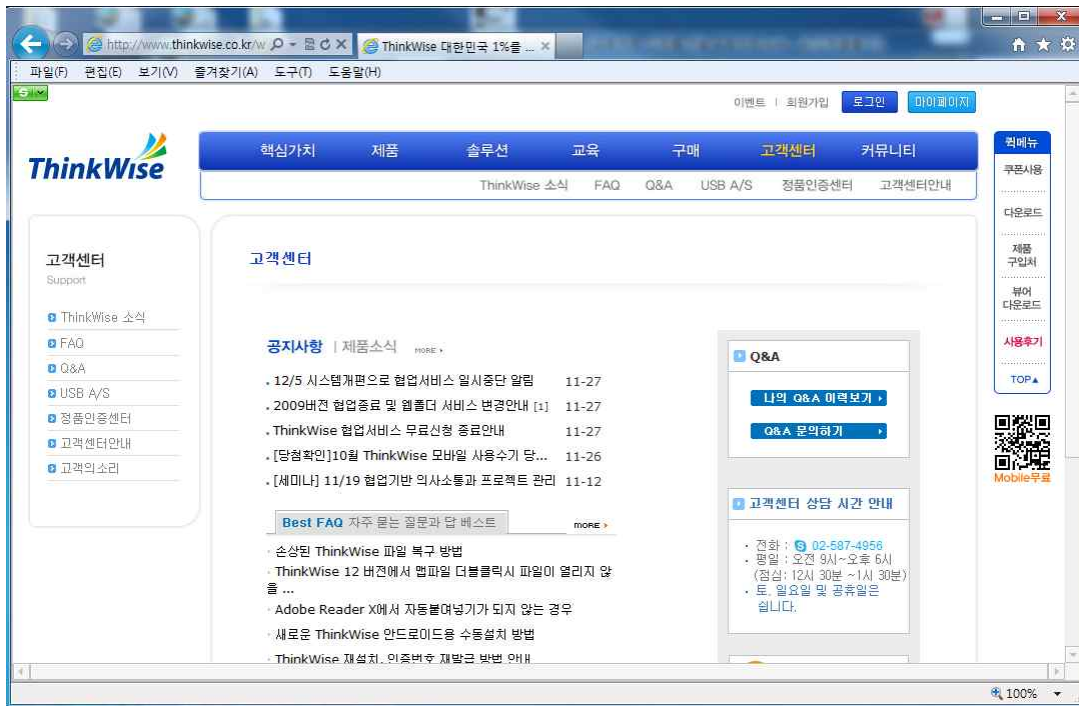 http://www.thinkwise.co.kr/w
ThinkWise 대한민국 1%를 ...
파일(F) 편집(E) 보기(V) 즐겨찾기(A) 도구(T) 도움말(H)
이벤트 | 회원가입 로그인 마이페이지
ThinkWise
핵심가치 제품 솔루션 교육 구매 고객센터 커뮤니티
ThinkWise 소식 FAQ Q&A USB A/S 정품인증센터 고객센터안내
고객센터
Support
ThinkWise 소식
FAQ
Q&A
USB A/S
정품인증센터
고객센터안내
고객의소리
고객센터
공지사항 | 제품소식 MORE
12/5 시스템개편으로 협업서비스 일시중단 알림 11-27
2009버전 협업종료 및 웹폴더 서비스 변경안내 [1] 11-27
ThinkWise 협업서비스 무료신청 종료안내 11-27
[당첨확인]10월 ThinkWise 모바일 사용수기 당... 11-26
[세미나] 11/19 협업기반 의사소통과 프로젝트 관리 11-12
Best FAQ 자주 묻는 질문과 답 베스트 MORE
· 손상된 ThinkWise 파일 복구 방법
· ThinkWise 12 버전에서 맵파일 더블클릭시 파일이 열리지 않
을 ...
· Adobe Reader X에서 자동붙여넣기가 되지 않는 경우
· 새로운 ThinkWise 안드로이드용 수동설치 방법
· ThinkWise 재설치, 인증번호 재발급 방법 안내
Q&A
나의 Q&A 이력보기
Q&A 문의하기
고객센터 상담 시간 안내
· 전화 : 02-587-4956
· 평일 : 오전 9시~오후 6시
(점심: 12시 30분 ~1시 30분)
· 토, 일요일 및 공휴일은
쉽니다.
퀵메뉴
쿠폰사용
다운로드
제품
구입처
뷰어
다운로드
사용후기
TOP▲
Mobile무료
100%